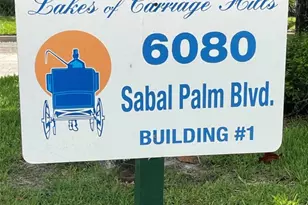 Lakes of Carriage Hills
6080
Sabal Palm Blvd.
BUILDING #1